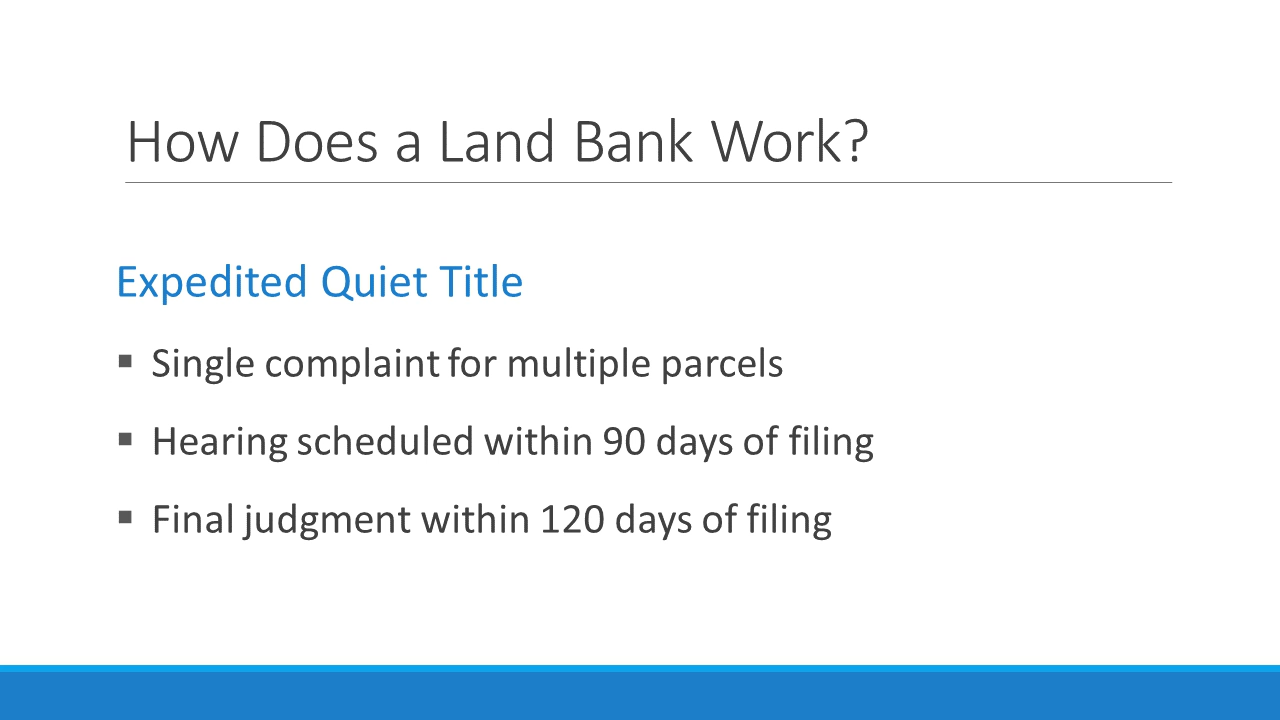 How Does a Land Bank Work?
Expedited Quiet Title
▪ Single complaint for multiple parcels
▪ Hearing scheduled within 90 days of filing
▪ Final judgment within 120 days of filing